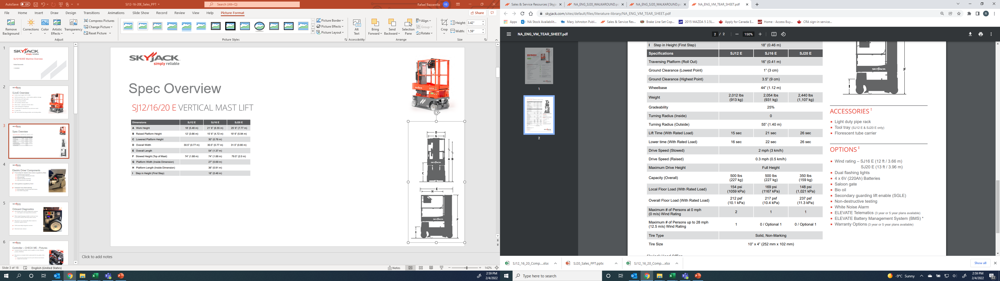 AutoSave Off
SJ12-16-20E_Sales_PPT
Search (Alt+Q)
Rafael Bazzarella RB
File Home Insert Draw Design Transitions Animations Slide Show Record Review View Help Picture Format
Share
Remove Background
Corrections
Color
Artistic Effects
Transparency
Compress Pictures
Change Picture
Reset Picture
Adjust
Picture Styles
Picture Border
Picture Effects
Picture Layout
Alt Text
Accessibility
Bring Forward
Send Backward
Selection Pane
Align
Group
Rotate
Arrange
Crop
Height: 3.42"
Width: 1.59"
Size
1
SKYJACK
simply reliable
SJ12/16/20E Machine Overview
2
SJxxE Overview
3
Spec Overview
4
Electric Drive/ Components
5
Onboard Diagnostics
6
Controller – CHECK ME - Pictures
SKYJACK
simply reliable
Spec Overview
SJ12/16/20 E VERTICAL MAST LIFT
Dimensions SJ12 E SJ16 E SJ20 E
A Work Height 18' (5.48 m) 21' 6" (6.55 m) 25' 6" (7.77 m)
B Raised Platform Height 12' (3.66 m) 15' 6" (4.72 m) 19' 6" (5.94 m)
C Lowered Platform Height 30" (0.76 m)
D Overall Width 30.5" (0.77 m) 30.5" (0.77 m) 31.5" (0.80 m)
E Overall Length 54" (1.37 m)
F Stowed Height (Top of Mast) 74" (1.88 m) 74" (1.88 m) 79.5" (2.0 m)
G Platform Width (Inside Dimension) 27" (0.69 m)
H Platform Length (Inside Dimension) 36" (0.91 m)
I Step in Height (First Step) 18" (0.46 m)
D
G
A B
SKYJACK
C
E
H
SKYJACK
F
I
Click to add notes
Slide 3 of 18 English (United States)
Notes
142%
2:59 PM
2/4/2022
Sales & Service Resources | Skyja
NA_ENG_SJ20_WALKAROUND.pd
NA_ENG_SJ20_WALKAROUND.pd
NA_ENG_VM_TEAR_SHEET.pdf
skyjack.com/sites/default/files/literature-library/NA_ENG_VM_TEAR_SHEET.pdf
R
Apps
NA Stock Availabilit...
Mary Johnston Publ...
Sales & Service Res...
Brake Line Set Cop...
2015 MAZDA 5 2.5L...
Apply for Canada E...
Home - Access Buy...
CRA sign-in service...
NA_ENG_VM_TEAR_SHEET.pdf
2 / 2
150%
1
2
I Step in Height (First Step) 18" (0.46 m)
Specifications SJ12 E SJ16 E SJ20 E
Traversing Platform (Roll Out) 16" (0.41 m)
Ground Clearance (Lowest Point) 1" (3 cm)
Ground Clearance (Highest Point) 3.5" (9 cm)
Wheelbase 44" (1.12 m)
Weight 2,012 lbs (913 kg) 2,054 lbs (931 kg) 2,440 lbs (1,107 kg)
Gradeability 25%
Turning Radius (Inside) 0
Turning Radius (Outside) 55" (1.40 m)
Lift Time (With Rated Load) 15 sec 21 sec 26 sec
Lower time (With Rated Load) 16 sec 22 sec 26 sec
Drive Speed (Stowed) 2 mph (3 km/h)
Drive Speed (Raised) 0.3 mph (0.5 km/h)
Maximum Drive Height Full Height
Capacity (Overall) 500 lbs (227 kg) 500 lbs (227 kg) 350 lbs (159 kg)
Local Floor Load (With Rated Load) 154 psi (1059 kPa) 169 psi (1167 kPa) 148 psi (1,021 kPa)
Overall Floor Load (With Rated Load) 212 psf (10.1 kPa) 217 psf (10.4 kPa) 237 psf (11.3 kPa)
Maximum # of Persons at 0 mph (0 m/s) Wind Rating 2 1 1
Maximum # of Persons up to 28 mph (12.5 m/s) Wind Rating 1 0 / Optional 1 0 / Optional 1
Tire Type Solid, Non-Marking
Tire Size 10" x 4" (252 mm x 102 mm)
SKYJACK
F
I
ACCESSORIES †
Light duty pipe rack
Tool tray (SJ12 E & SJ20 E only)
Florescent tube carrier
OPTIONS ‡
Wind rating – SJ16 E (12 ft / 3.66 m)
SJ20 E (13 ft / 3.96 m)
Dual flashing lights
4 x 6V (220Ah) Batteries
Saloon gate
Bio oil
Secondary guarding lift enable (SGLE)
Non-destructive testing
White Noise Alarm
ELEVATE Telematics (3 year or 5 year plans available)
ELEVATE Battery Management System (BMS) *
Warranty Options (3 year or 5 year plans available)
Skyjack Head Office
SJ12_16_20_Comp....xlsx
SJ20_Sales_PPT.pptx
SJ12_16_20_Comp....xlsx
Show all
Type here to search
-9°C Sunny
2:59 PM
2/4/2022
22